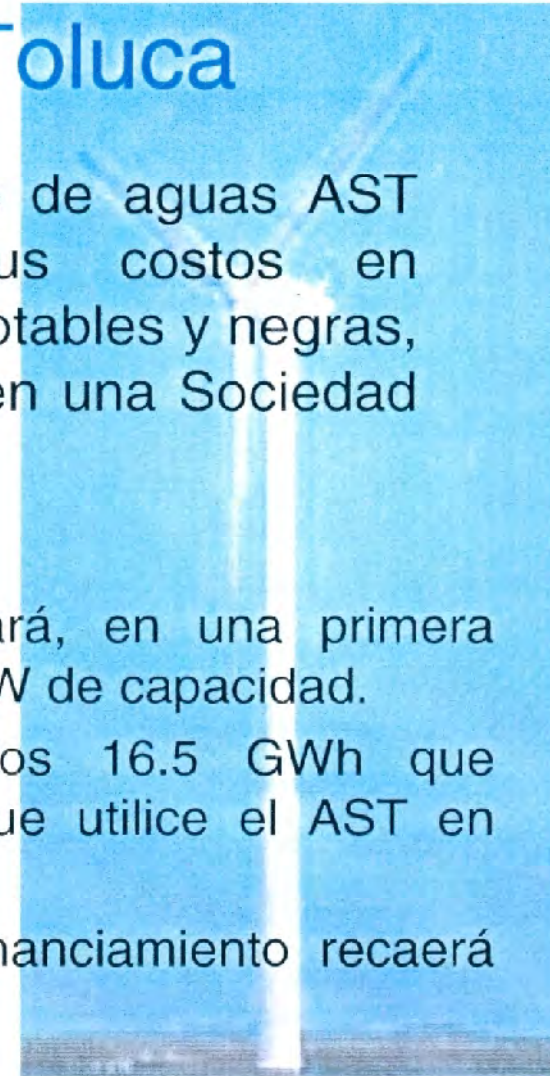 Toluca
de aguas AST
us costos en
otables y negras,
en una Sociedad
ará, en una primera
W de capacidad.
os 16.5 GWh que
ue utilice el AST en
nanciamiento recaerá